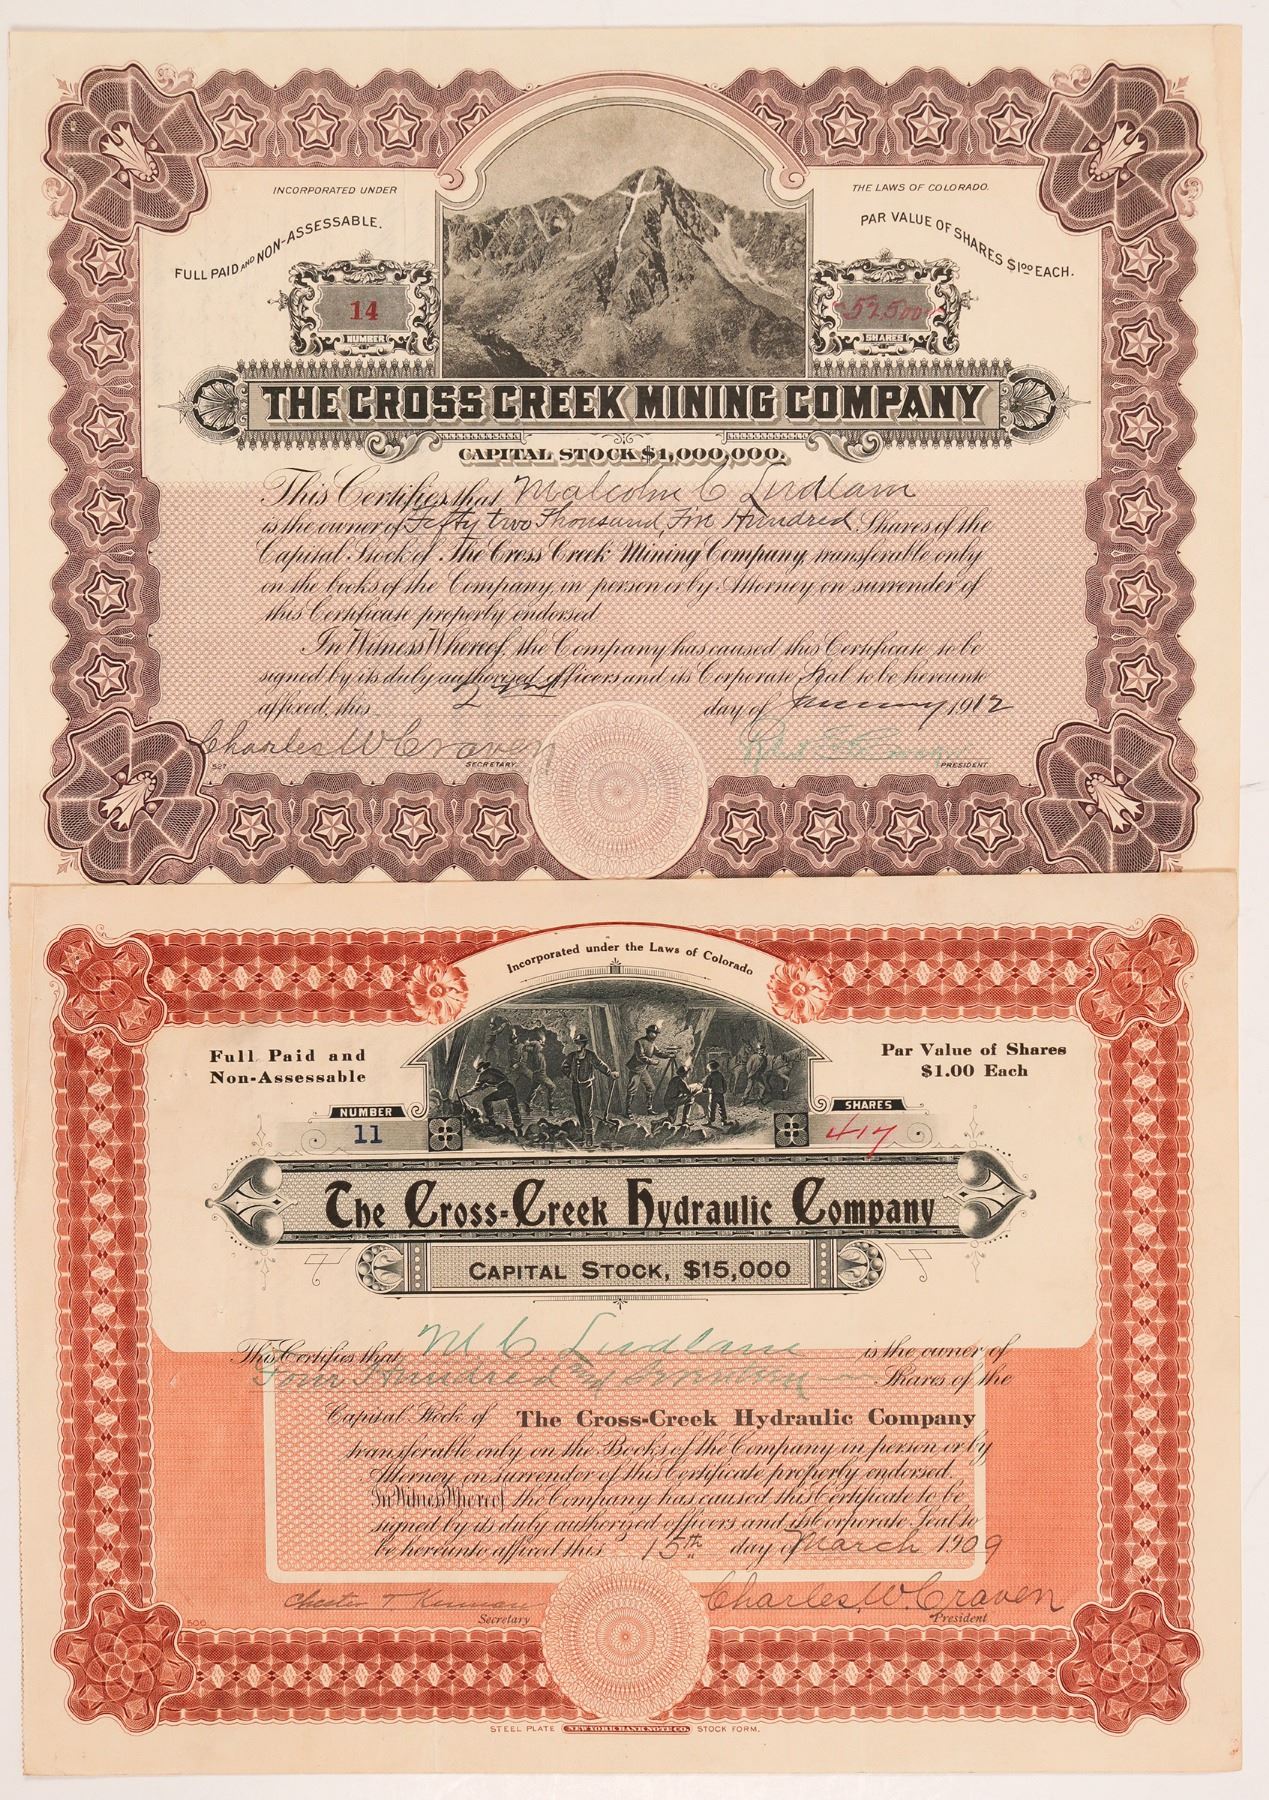 INCORPORATED UNDER
THE LAWS OF COLORADO.
FULL PAID AND NON-ASSESSABLE.
PAR VALUE OF SHARES $1.00 EACH.
14
NUMBER
52500
SHARES
THE CROSS CREEK MINING COMPANY
CAPITAL STOCK $1,000,000.
This Certifies that Malcolm C Ludlam
is the owner of Fifty two Thousand, Five Hundred Shares of the
Capital Stock of The Cross Creek Mining Company, transferable only
on the books of the Company, in person or by Attorney on surrender of
this Certificate properly endorsed
In Witness Whereof, the Company has caused this Certificate to be
signed by its duly authorized officers and its Corporate Seal to be hereunto
affixed, this day of January 1912
Charles W Craven
527 SECRETARY. PRESIDENT.
Incorporated under the Laws of Colorado
Full Paid and
Non-Assessable
Par Value of Shares
$1.00 Each
NUMBER
11
SHARES
417
The Cross-Creek Hydraulic Company
CAPITAL STOCK, $15,000
This Certifies that M. C. Ludlam is the owner of
Four Hundred and Seventeen Shares of the
Capital Stock of The Cross-Creek Hydraulic Company
transferable only on the Books of the Company in person or by
Attorney on surrender of this Certificate properly endorsed.
In Witness Whereof the Company has caused this Certificate to be
signed by its duly authorized officers and its Corporate Seal to
be hereunto affixed this 15th day of March 1909
Chester T Charles W. Craven
500 Secretary President
STEEL PLATE NEW YORK BANK NOTE CO. STOCK FORM.